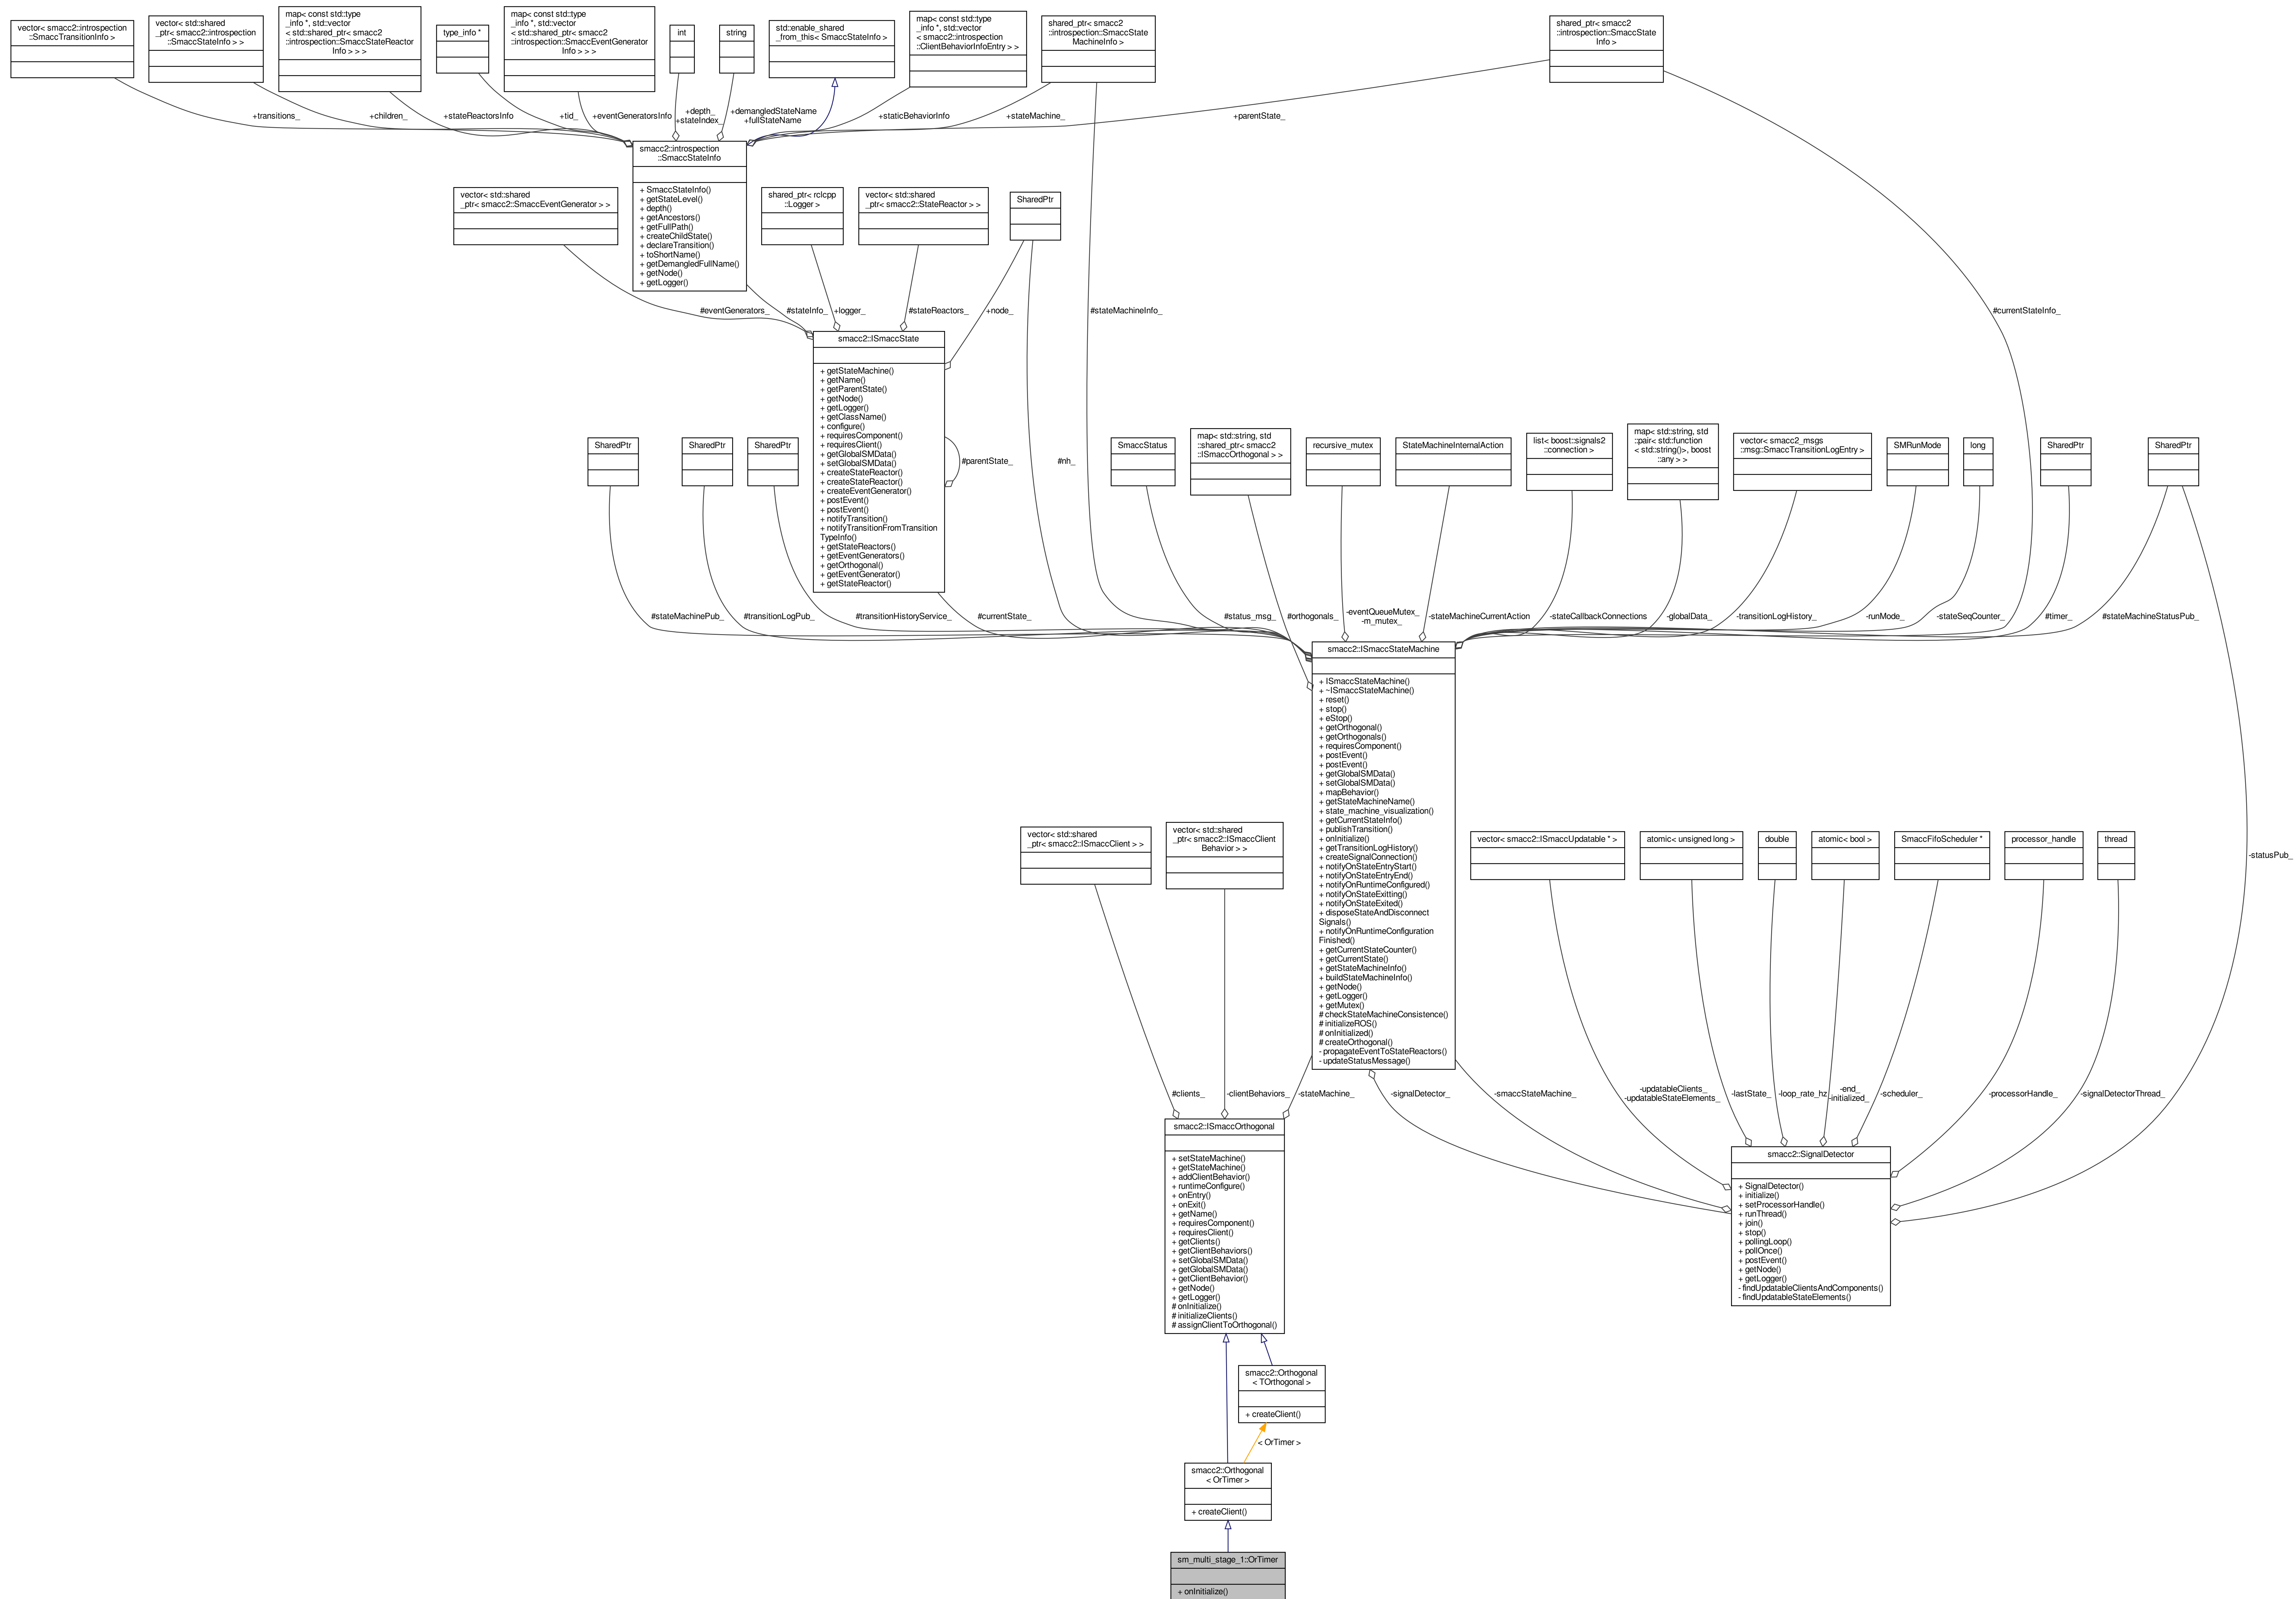 vector< smacc2::introspection
::SmaccTransitionInfo >
vector< std::shared
_ptr< smacc2::introspection
::SmaccStateInfo > >
map< const std::type
_info *, std::vector
< std::shared_ptr< smacc2
::introspection::SmaccStateReactor
Info > > >
type_info *
map< const std::type
_info *, std::vector
< std::shared_ptr< smacc2
::introspection::SmaccEventGenerator
Info > > >
int
string
std::enable_shared
_from_this< SmaccStateInfo >
map< const std::type
_info *, std::vector
< smacc2::introspection
::ClientBehaviorInfoEntry > >
shared_ptr< smacc2
::introspection::SmaccState
MachineInfo >
shared_ptr< smacc2
::introspection::SmaccState
Info >
+transitions_
+children_
+stateReactorsInfo
+tid_
+eventGeneratorsInfo
+depth_
+stateIndex_
+demangledStateName
+fullStateName
+staticBehaviorInfo
+stateMachine_
+parentState_
smacc2::introspection
::SmaccStateInfo
+ SmaccStateInfo()
+ getStateLevel()
+ depth()
+ getAncestors()
+ getFullPath()
+ createChildState()
+ declareTransition()
+ toShortName()
+ getDemangledFullName()
+ getNode()
+ getLogger()
vector< std::shared
_ptr< smacc2::SmaccEventGenerator > >
shared_ptr< rclcpp
::Logger >
vector< std::shared
_ptr< smacc2::StateReactor > >
SharedPtr
#eventGenerators_
#stateInfo_
+logger_
#stateReactors_
+node_
#stateMachineInfo_
#currentStateInfo_
smacc2::ISmaccState
+ getStateMachine()
+ getName()
+ getParentState()
+ getNode()
+ getLogger()
+ getClassName()
+ configure()
+ requiresComponent()
+ requiresClient()
+ getGlobalSMData()
+ setGlobalSMData()
+ createStateReactor()
+ createStateReactor()
+ createEventGenerator()
+ postEvent()
+ postEvent()
+ notifyTransition()
+ notifyTransitionFromTransition
TypeInfo()
+ getStateReactors()
+ getEventGenerators()
+ getOrthogonal()
+ getEventGenerator()
+ getStateReactor()
#parentState_
#nh_
SharedPtr
SharedPtr
SharedPtr
SmaccStatus
map< std::string, std
::shared_ptr< smacc2
::ISmaccOrthogonal > >
recursive_mutex
StateMachineInternalAction
list< boost::signals2
::connection >
map< std::string, std
::pair< std::function
< std::string()>, boost
::any > >
vector< smacc2_msgs
::msg::SmaccTransitionLogEntry >
SMRunMode
long
SharedPtr
SharedPtr
#stateMachinePub_
#transitionLogPub_
#transitionHistoryService_
#currentState_
#status_msg_
#orthogonals_
-eventQueueMutex_
-m_mutex_
-stateMachineCurrentAction
-stateCallbackConnections
-globalData_
-transitionLogHistory_
-runMode_
-stateSeqCounter_
#timer_
#stateMachineStatusPub_
smacc2::ISmaccStateMachine
+ ISmaccStateMachine()
+ ~ISmaccStateMachine()
+ reset()
+ stop()
+ eStop()
+ getOrthogonal()
+ getOrthogonals()
+ requiresComponent()
+ postEvent()
+ postEvent()
+ getGlobalSMData()
+ setGlobalSMData()
+ mapBehavior()
+ getStateMachineName()
+ state_machine_visualization()
+ getCurrentStateInfo()
+ publishTransition()
+ onInitialize()
+ getTransitionLogHistory()
+ createSignalConnection()
+ notifyOnStateEntryStart()
+ notifyOnStateEntryEnd()
+ notifyOnRuntimeConfigured()
+ notifyOnStateExitting()
+ notifyOnStateExited()
+ disposeStateAndDisconnect
Signals()
+ notifyOnRuntimeConfiguration
Finished()
+ getCurrentStateCounter()
+ getCurrentState()
+ getStateMachineInfo()
+ buildStateMachineInfo()
+ getNode()
+ getLogger()
+ getMutex()
# checkStateMachineConsistence()
# initializeROS()
# onInitialized()
# createOrthogonal()
- propagateEventToStateReactors()
- updateStatusMessage()
vector< std::shared
_ptr< smacc2::ISmaccClient > >
vector< std::shared
_ptr< smacc2::ISmaccClient
Behavior > >
vector< smacc2::ISmaccUpdatable * >
atomic< unsigned long >
double
atomic< bool >
SmaccFifoScheduler *
processor_handle
thread
-statusPub_
#clients_
-clientBehaviors_
-stateMachine_
-signalDetector_
-smaccStateMachine_
-updatableClients_
-updatableStateElements_
-lastState_
-loop_rate_hz
-end_
-initialized_
-scheduler_
-processorHandle_
-signalDetectorThread_
smacc2::ISmaccOrthogonal
+ setStateMachine()
+ getStateMachine()
+ addClientBehavior()
+ runtimeConfigure()
+ onEntry()
+ onExit()
+ getName()
+ requiresComponent()
+ requiresClient()
+ getClients()
+ getClientBehaviors()
+ setGlobalSMData()
+ getGlobalSMData()
+ getClientBehavior()
+ getNode()
+ getLogger()
# onInitialize()
# initializeClients()
# assignClientToOrthogonal()
smacc2::SignalDetector
+ SignalDetector()
+ initialize()
+ setProcessorHandle()
+ runThread()
+ join()
+ stop()
+ pollingLoop()
+ pollOnce()
+ postEvent()
+ getNode()
+ getLogger()
- findUpdatableClientsAndComponents()
- findUpdatableStateElements()
smacc2::Orthogonal
< TOrthogonal >
+ createClient()
< OrTimer >
smacc2::Orthogonal
< OrTimer >
+ createClient()
sm_multi_stage_1::OrTimer
+ onInitialize()